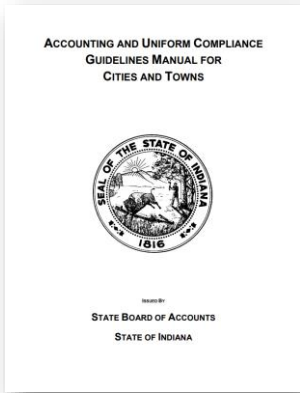 ACCOUNTING AND UNIFORM COMPLIANCE
GUIDELINES MANUAL FOR
CITIES AND TOWNS
SEAL OF THE STATE OF INDIANA
1816
ISSUED BY
STATE BOARD OF ACCOUNTS
STATE OF INDIANA